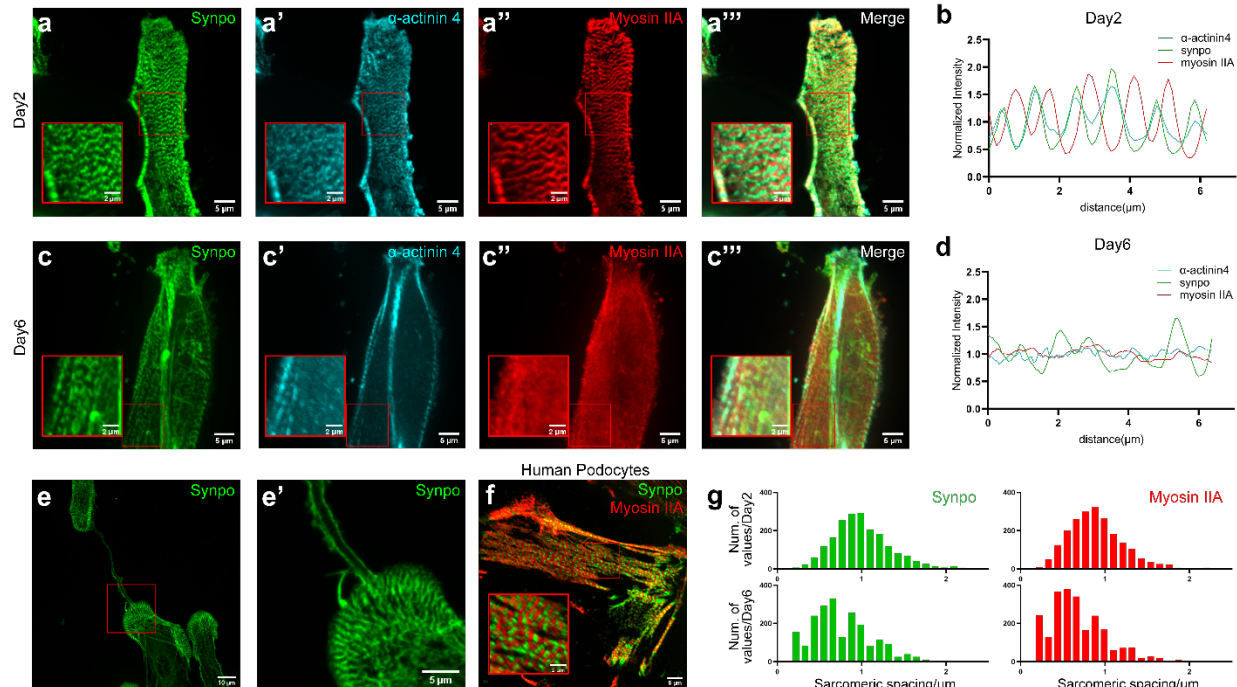 a Synpo a' α-actinin 4 a'' Myosin IIA a''' Merge
Day2
2 µm 5 µm 2 µm 5 µm 2 µm 5 µm 2 µm 5 µm
b Day2
α-actinin4
synpo
myosin IIA
Normalized Intensity
2.5
2.0
1.5
1.0
0.5
0.0
0 2 4 6
distance(µm)
c Synpo c' α-actinin 4 c'' Myosin IIA c''' Merge
Day6
2 µm 5 µm 2 µm 5 µm 2 µm 5 µm 2 µm 5 µm
d Day6
α-actinin4
synpo
myosin IIA
Normalized Intensity
2.5
2.0
1.5
1.0
0.5
0.0
0 2 4 6
distance(µm)
e Synpo
10 µm
e' Synpo
5 µm
Human Podocytes
f Synpo
Myosin IIA
5 µm
g Synpo Myosin IIA
Num. of
values/Day2
400
200
0
1 2
400
200
0
1 2
Num. of
values/Day6
400
200
0
1 2
400
200
0
1 2
Sarcomeric spacing/µm Sarcomeric spacing/µm